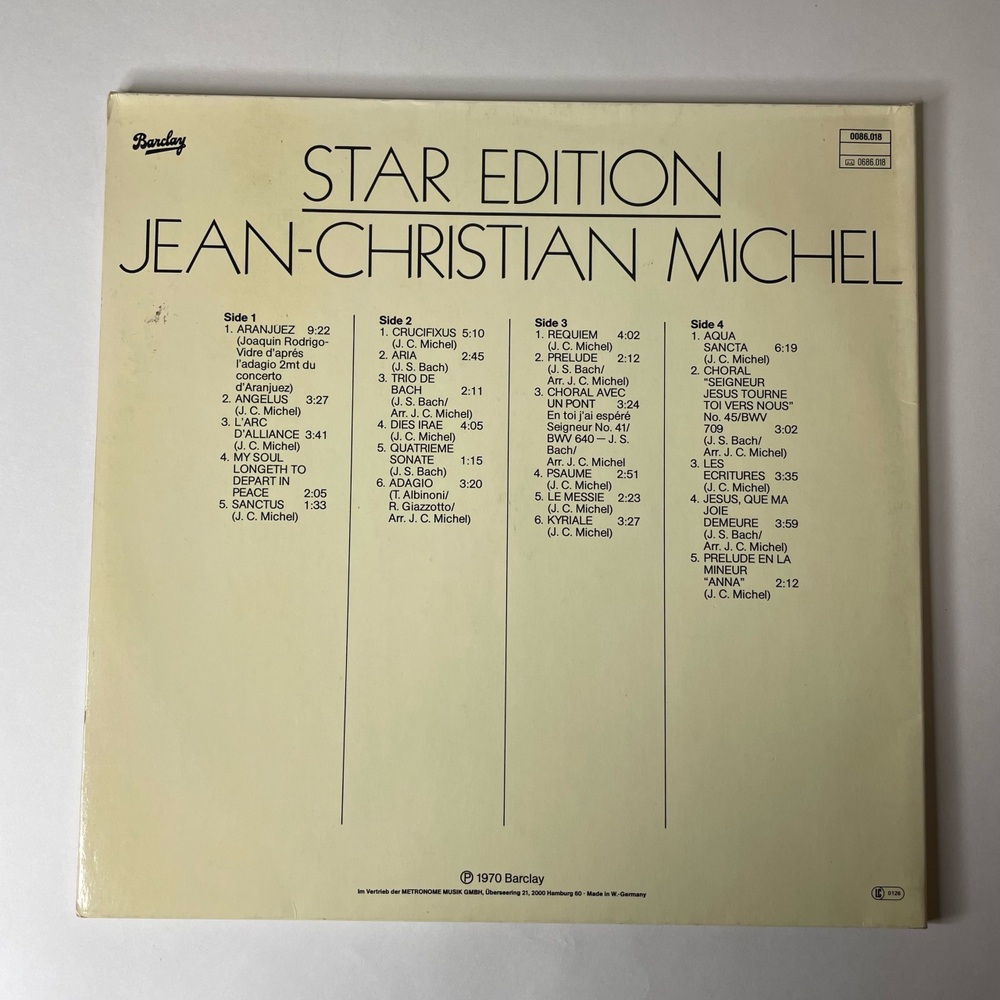 Barclay
0086.018
0686.018
STAR EDITION
JEAN-CHRISTIAN MICHEL
Side 1
1. ARANJUEZ 9:22
(Joaquin Rodrigo-
Vidre d'aprés
l'adagio 2mt du
concerto
d'Aranjuez)
2. ANGELUS 3:27
(J. C. Michel)
3. L'ARC
D'ALLIANCE 3:41
(J. C. Michel)
4. MY SOUL
LONGETH TO
DEPART IN
PEACE 2:05
5. SANCTUS 1:33
(J. C. Michel)
Side 2
1. CRUCIFIXUS 5:10
(J. C. Michel)
2. ARIA 2:45
(J. S. Bach)
3. TRIO DE
BACH 2:11
(J. S. Bach/
Arr. J. C. Michel)
4. DIES IRAE 4:05
(J. C. Michel)
5. QUATRIEME
SONATE 1:15
(J. S. Bach)
6. ADAGIO 3:20
(T. Albinoni/
R. Giazzotto/
Arr. J. C. Michel)
Side 3
1. REQUIEM 4:02
(J. C. Michel)
2. PRELUDE 2:12
(J. S. Bach/
Arr. J. C. Michel)
3. CHORAL AVEC
UN PONT 3:24
En toi j'ai espéré
Seigneur No. 41/
BWV 640 — J. S.
Bach/
Arr. J. C. Michel
4. PSAUME 2:51
(J. C. Michel)
5. LE MESSIE 2:23
(J. C. Michel)
6. KYRIALE 3:27
(J. C. Michel)
Side 4
1. AQUA
SANCTA 6:19
(J. C. Michel)
2. CHORAL
“SEIGNEUR
JESUS TOURNE
TOI VERS NOUS”
No. 45/BWV
709 3:02
(J. S. Bach/
Arr. J. C. Michel)
3. LES
ECRITURES 3:35
(J. C. Michel)
4. JESUS, QUE MA
JOIE
DEMEURE 3:59
(J. S. Bach/
Arr. J. C. Michel)
5. PRELUDE EN LA
MINEUR
“ANNA” 2:12
(J. C. Michel)
Ⓟ 1970 Barclay
Im Vertrieb der METRONOME MUSIK GMBH, Überseering 21, 2000 Hamburg 60 · Made in W.-Germany
LC 0126